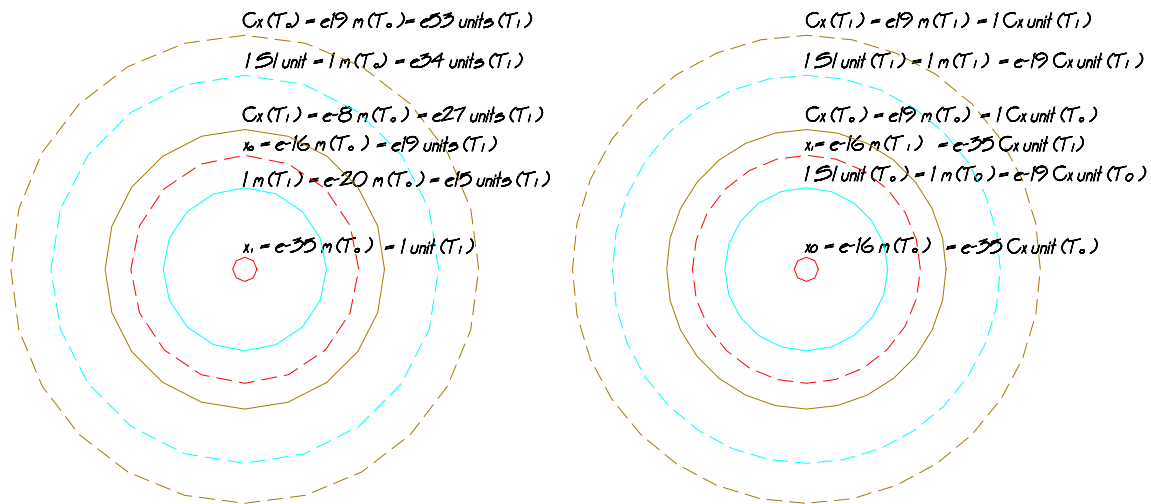 Cx (T₀) = e19 m (T₀) = e53 units (T₁)
1 SI unit = 1 m (T₀) = e34 units (T₁)
Cx (T₁) = e-8 m (T₀) = e27 units (T₁)
x₀ = e-16 m (T₀) = e19 units (T₁)
1 m (T₁) = e-20 m (T₀) = e15 units (T₁)
x₁ = e-35 m (T₀) = 1 unit (T₁)
Cx (T₁) = e19 m (T₁) = 1 Cx unit (T₁)
1 SI unit (T₁) = 1 m (T₁) = e-19 Cx unit (T₁)
Cx (T₀) = e19 m (T₀) = 1 Cx unit (T₀)
x₁ = e-16 m (T₁) = e-35 Cx unit (T₁)
1 SI unit (T₀) = 1 m (T₀) = e-19 Cx unit (T0)
x0 = e-16 m (T₀) = e-35 Cx unit (T₀)